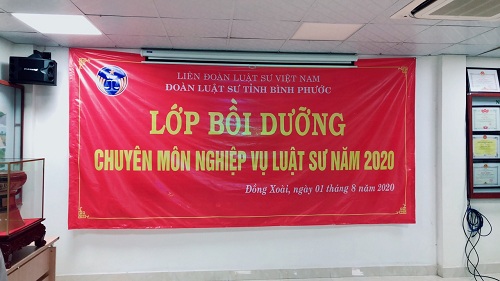 LIÊN ĐOÀN LUẬT SƯ VIỆT NAM
ĐOÀN LUẬT SƯ TỈNH BÌNH PHƯỚC
LỚP BỒI DƯỠNG
CHUYÊN MÔN NGHIỆP VỤ LUẬT SƯ NĂM 2020
Đồng Xoài, ngày 01 tháng 8 năm 2020